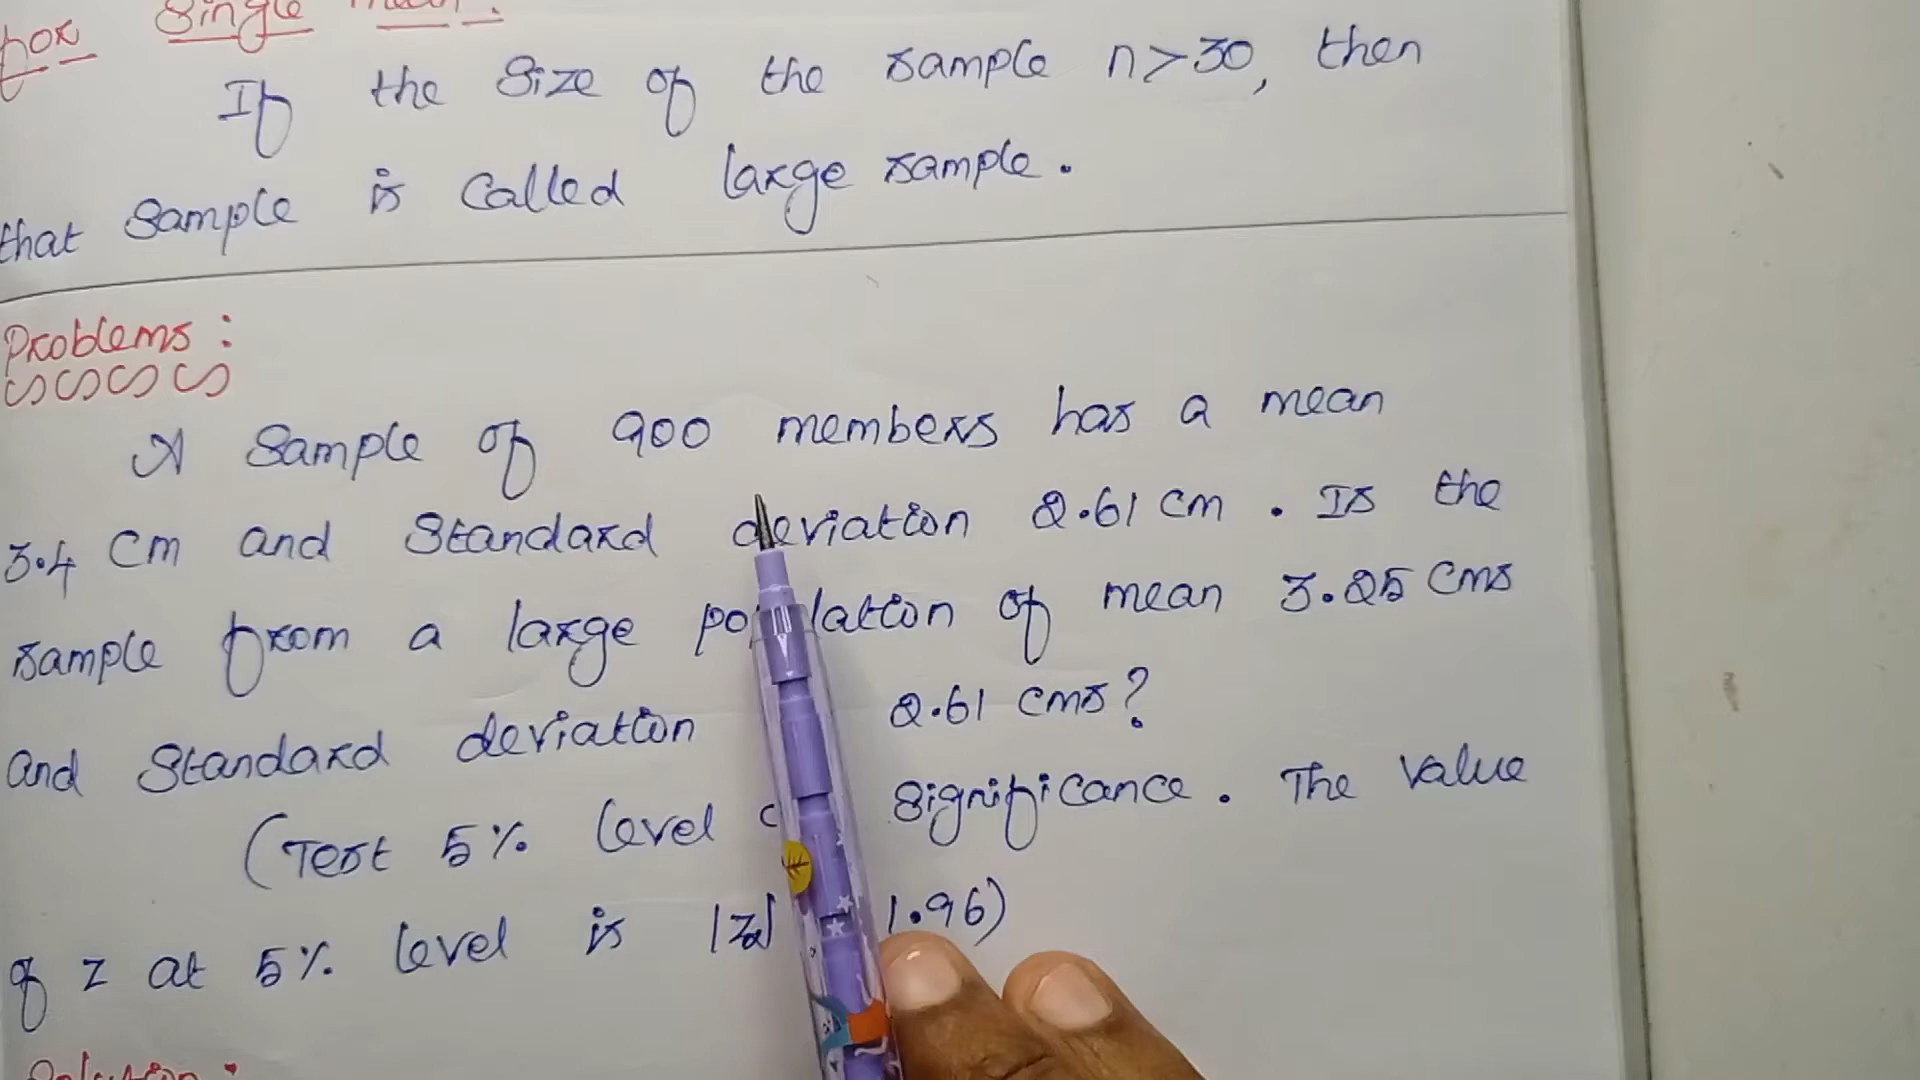 for Single Mean:
If the Size of the sample n>30, then
that Sample is Called large sample.
Problems:
A Sample of 900 members has a mean
3.4 cm and Standard deviation 2.61 cm. Is the
sample from a large population of mean 3.25 cms
and Standard deviation 2.61 cms?
(Test 5% level significance. The value
of z at 5% level is |zα| 1.96)
Solution: